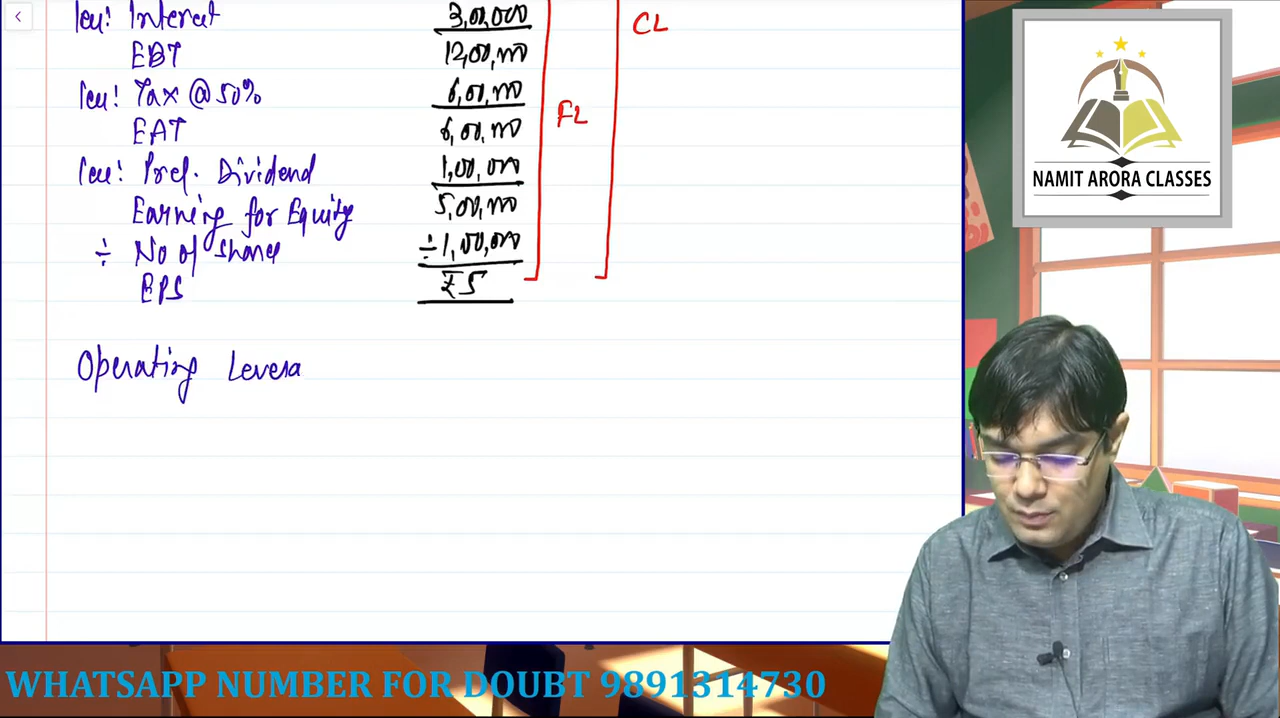 Less: Interest 3,00,000 CL
EBT 12,00,000
Less: Tax @ 50% 6,00,000
EAT 6,00,000 FL
Less: Pref. Dividend 1,00,000
Earning for Equity 5,00,000
÷ No of Shares ÷ 1,00,000
EPS ₹5
Operating Levera
NAMIT ARORA CLASSES
WHATSAPP NUMBER FOR DOUBT 9891314730